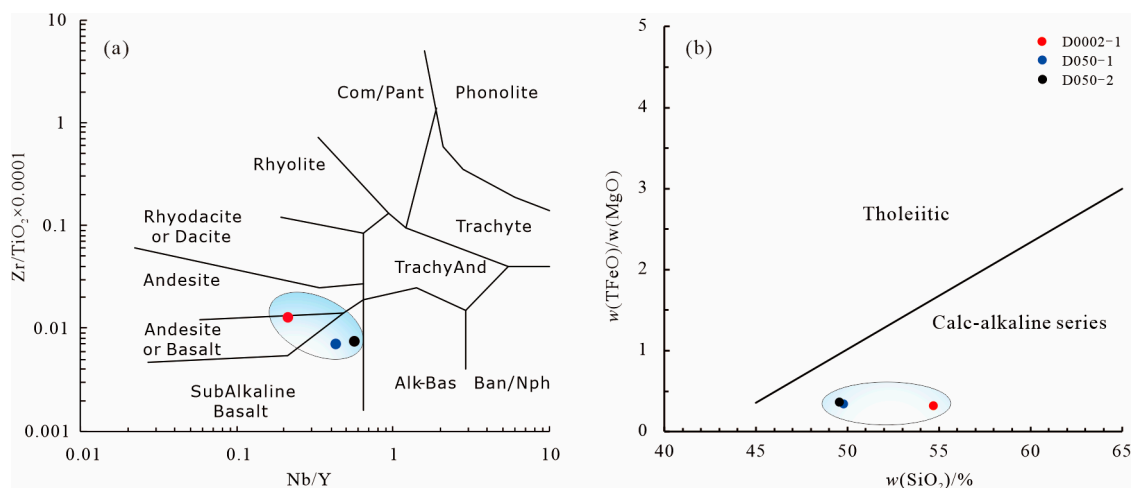 (a)
10
1
0.1
0.01
0.001
Zr/TiO₂×0.0001
Com/Pant
Phonolite
Rhyolite
Rhyodacite
or Dacite
Trachyte
TrachyAnd
Andesite
Andesite
or Basalt
SubAlkaline
Basalt
Alk-Bas
Ban/Nph
0.01
0.1
1
10
Nb/Y
(b)
5
4
3
2
1
0
w(TFeO)/w(MgO)
D0002-1
D050-1
D050-2
Tholeiitic
Calc-alkaline series
40
45
50
55
60
65
w(SiO₂)/%